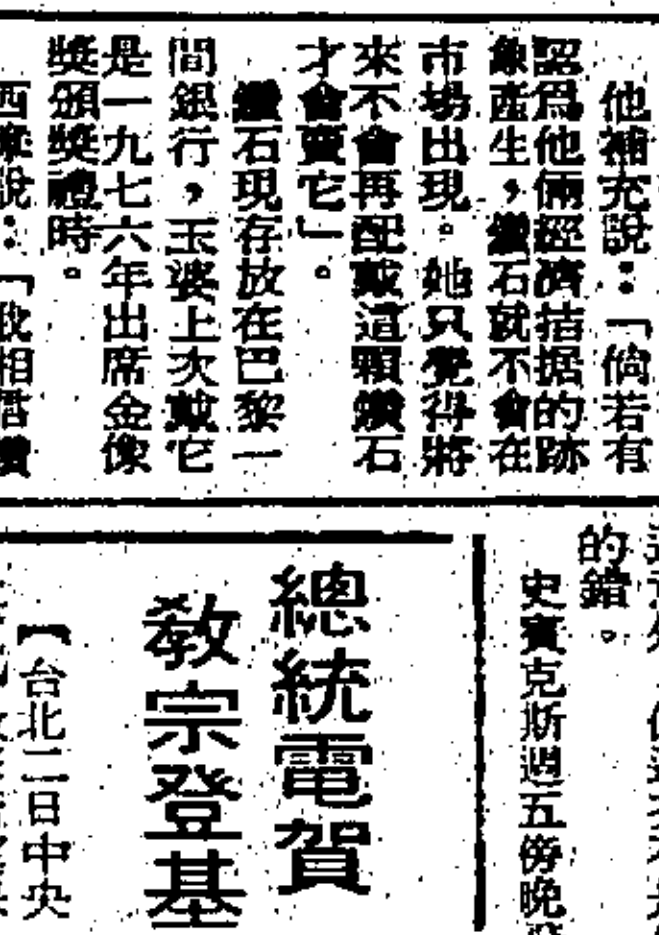 他補充說：「倘若有
認爲他倆經濟拮据的跡
象產生，鑽石就不會在
市場出現。她只覺得將
來不會再配戴這顆鑽石
才會賣它」。
鑽石現存放在巴黎一
間銀行，玉婆上次戴它
是一九七六年出席金像
獎頒獎禮時。
西摩說：「我相信鑽
的錯。
史賓克斯週五傍晚
總統電賀
教宗登基
【台北二日中央